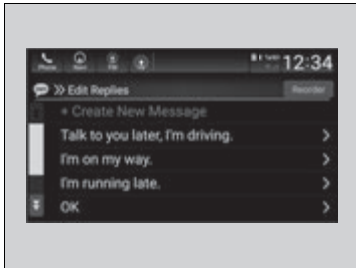 Phone
12:34
Edit Replies
Reorder
+ Create New Message
Talk to you later, I'm driving.
I'm on my way.
I'm running late.
OK